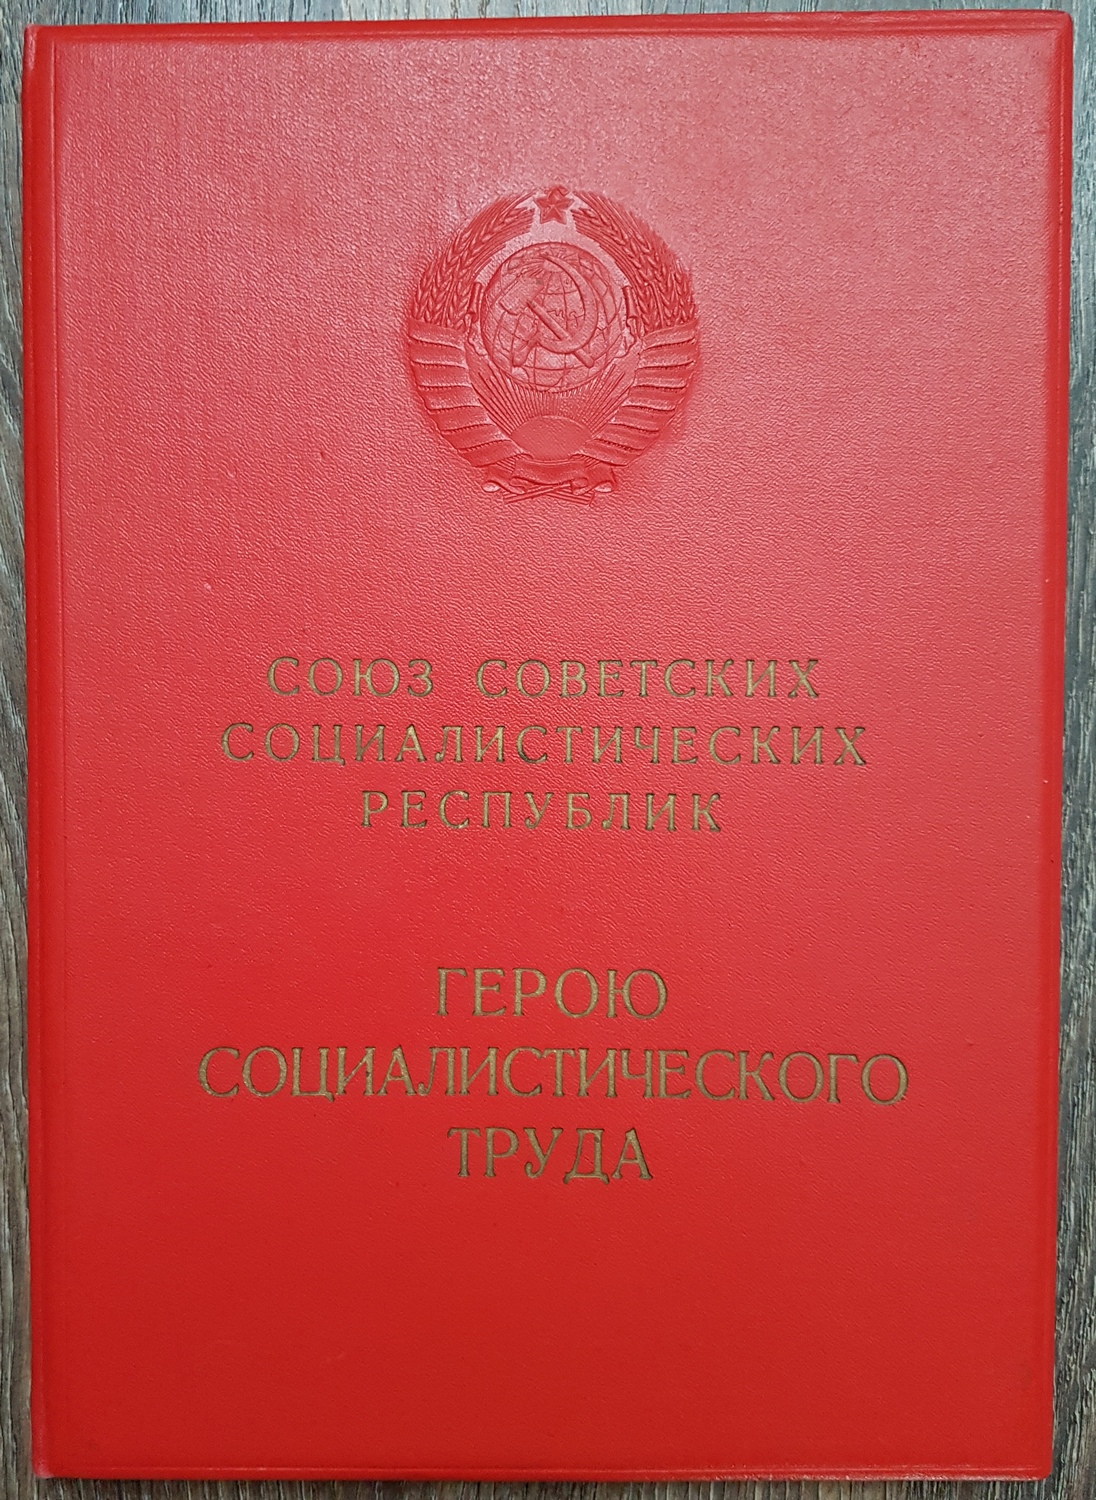 СОЮЗ СОВЕТСКИХ
СОЦИАЛИСТИЧЕСКИХ
РЕСПУБЛИК
ГЕРОЮ
СОЦИАЛИСТИЧЕСКОГО
ТРУДА